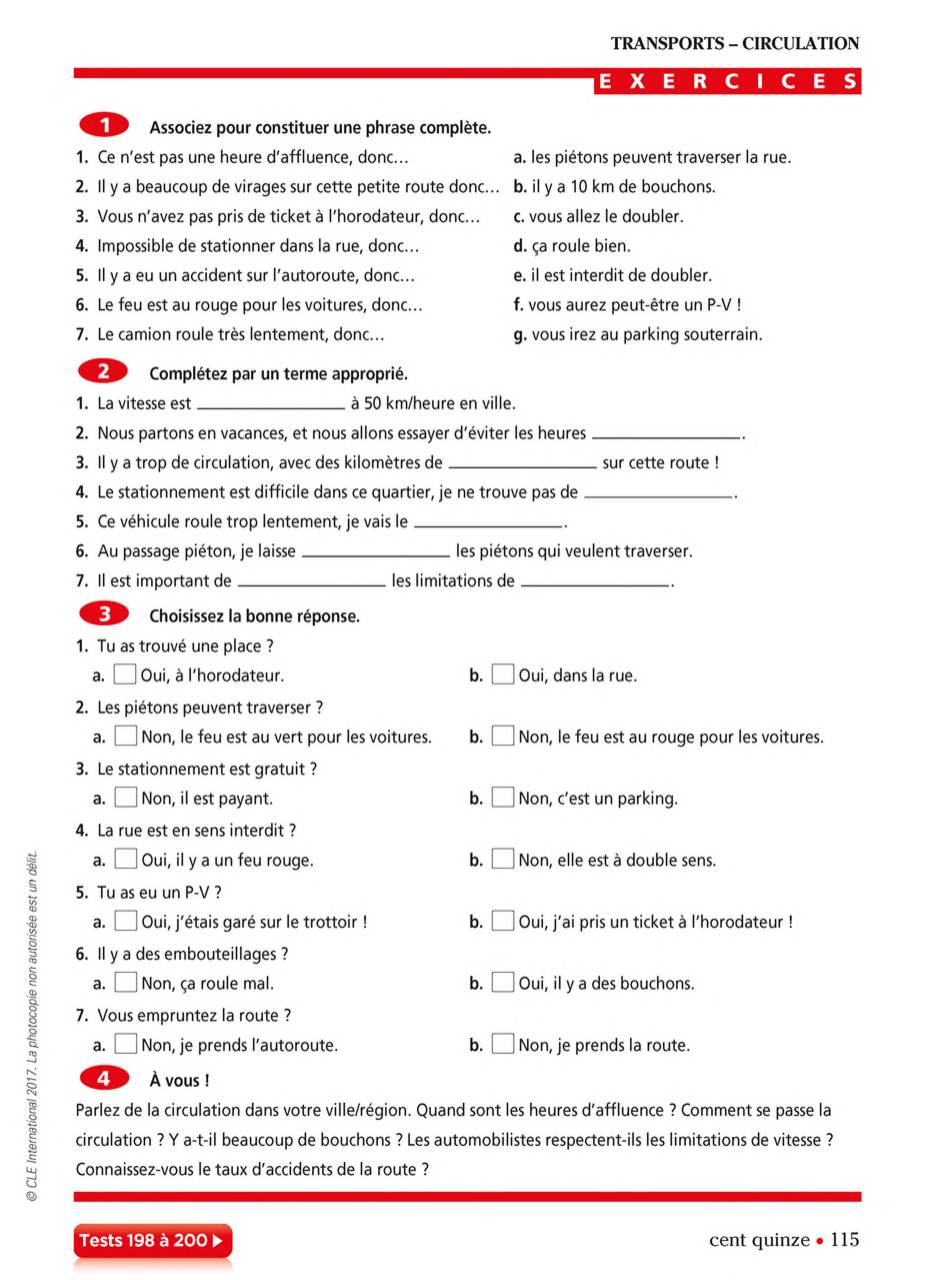 TRANSPORTS – CIRCULATION
EXERCICES
1 Associez pour constituer une phrase complète.
1. Ce n'est pas une heure d'affluence, donc… a. les piétons peuvent traverser la rue.
2. Il y a beaucoup de virages sur cette petite route donc… b. il y a 10 km de bouchons.
3. Vous n'avez pas pris de ticket à l'horodateur, donc… c. vous allez le doubler.
4. Impossible de stationner dans la rue, donc… d. ça roule bien.
5. Il y a eu un accident sur l'autoroute, donc… e. il est interdit de doubler.
6. Le feu est au rouge pour les voitures, donc… f. vous aurez peut-être un P-V !
7. Le camion roule très lentement, donc… g. vous irez au parking souterrain.
2 Complétez par un terme approprié.
1. La vitesse est ________________ à 50 km/heure en ville.
2. Nous partons en vacances, et nous allons essayer d'éviter les heures ________________.
3. Il y a trop de circulation, avec des kilomètres de ________________ sur cette route !
4. Le stationnement est difficile dans ce quartier, je ne trouve pas de ________________.
5. Ce véhicule roule trop lentement, je vais le ________________.
6. Au passage piéton, je laisse ________________ les piétons qui veulent traverser.
7. Il est important de ________________ les limitations de ________________.
3 Choisissez la bonne réponse.
1. Tu as trouvé une place ?
a. Oui, à l'horodateur. b. Oui, dans la rue.
2. Les piétons peuvent traverser ?
a. Non, le feu est au vert pour les voitures. b. Non, le feu est au rouge pour les voitures.
3. Le stationnement est gratuit ?
a. Non, il est payant. b. Non, c'est un parking.
4. La rue est en sens interdit ?
a. Oui, il y a un feu rouge. b. Non, elle est à double sens.
5. Tu as eu un P-V ?
a. Oui, j'étais garé sur le trottoir ! b. Oui, j'ai pris un ticket à l'horodateur !
6. Il y a des embouteillages ?
a. Non, ça roule mal. b. Oui, il y a des bouchons.
7. Vous empruntez la route ?
a. Non, je prends l'autoroute. b. Non, je prends la route.
4 À vous !
Parlez de la circulation dans votre ville/région. Quand sont les heures d'affluence ? Comment se passe la
circulation ? Y a-t-il beaucoup de bouchons ? Les automobilistes respectent-ils les limitations de vitesse ?
Connaissez-vous le taux d'accidents de la route ?
© CLE International 2017. La photocopie non autorisée est un délit.
Tests 198 à 200
cent quinze • 115